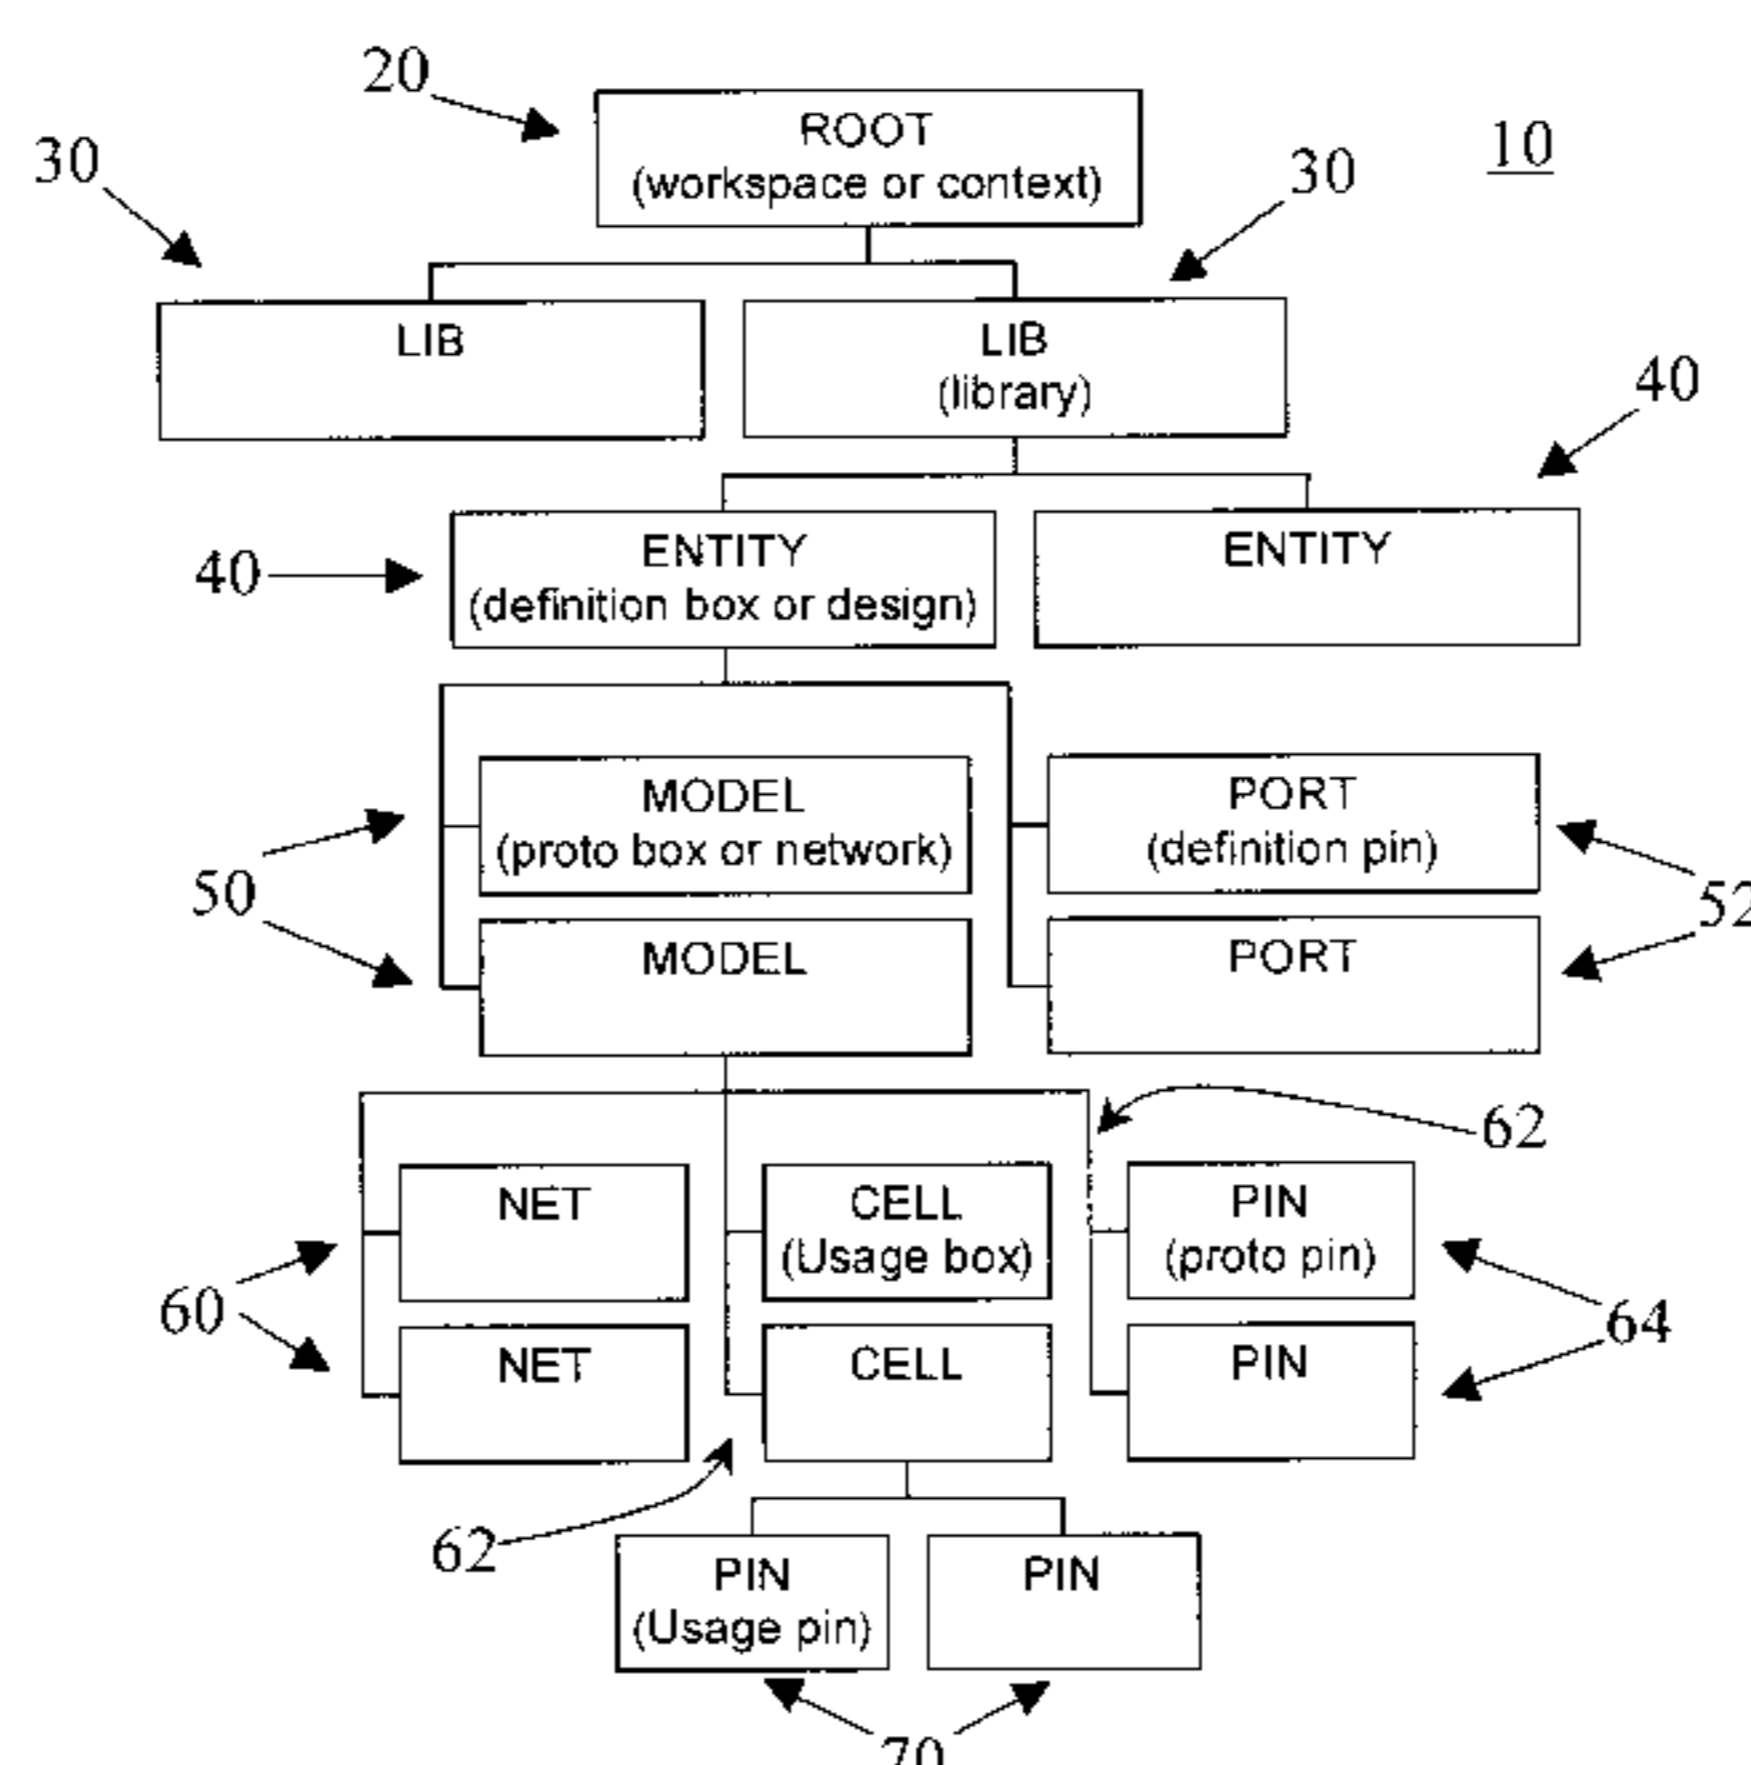 20
ROOT
(workspace or context)
10
30
30
LIB
LIB
(library)
40
ENTITY
(definition box or design)
ENTITY
40
MODEL
(proto box or network)
PORT
(definition pin)
50
52
MODEL
PORT
62
NET
CELL
(Usage box)
PIN
(proto pin)
60
64
NET
CELL
PIN
62
PIN
(Usage pin)
PIN
70